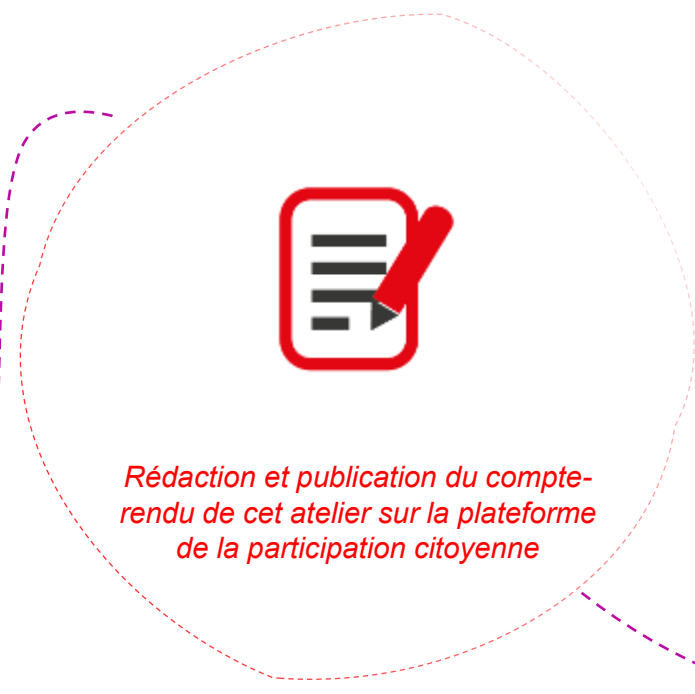 Rédaction et publication du compte-
rendu de cet atelier sur la plateforme
de la participation citoyenne